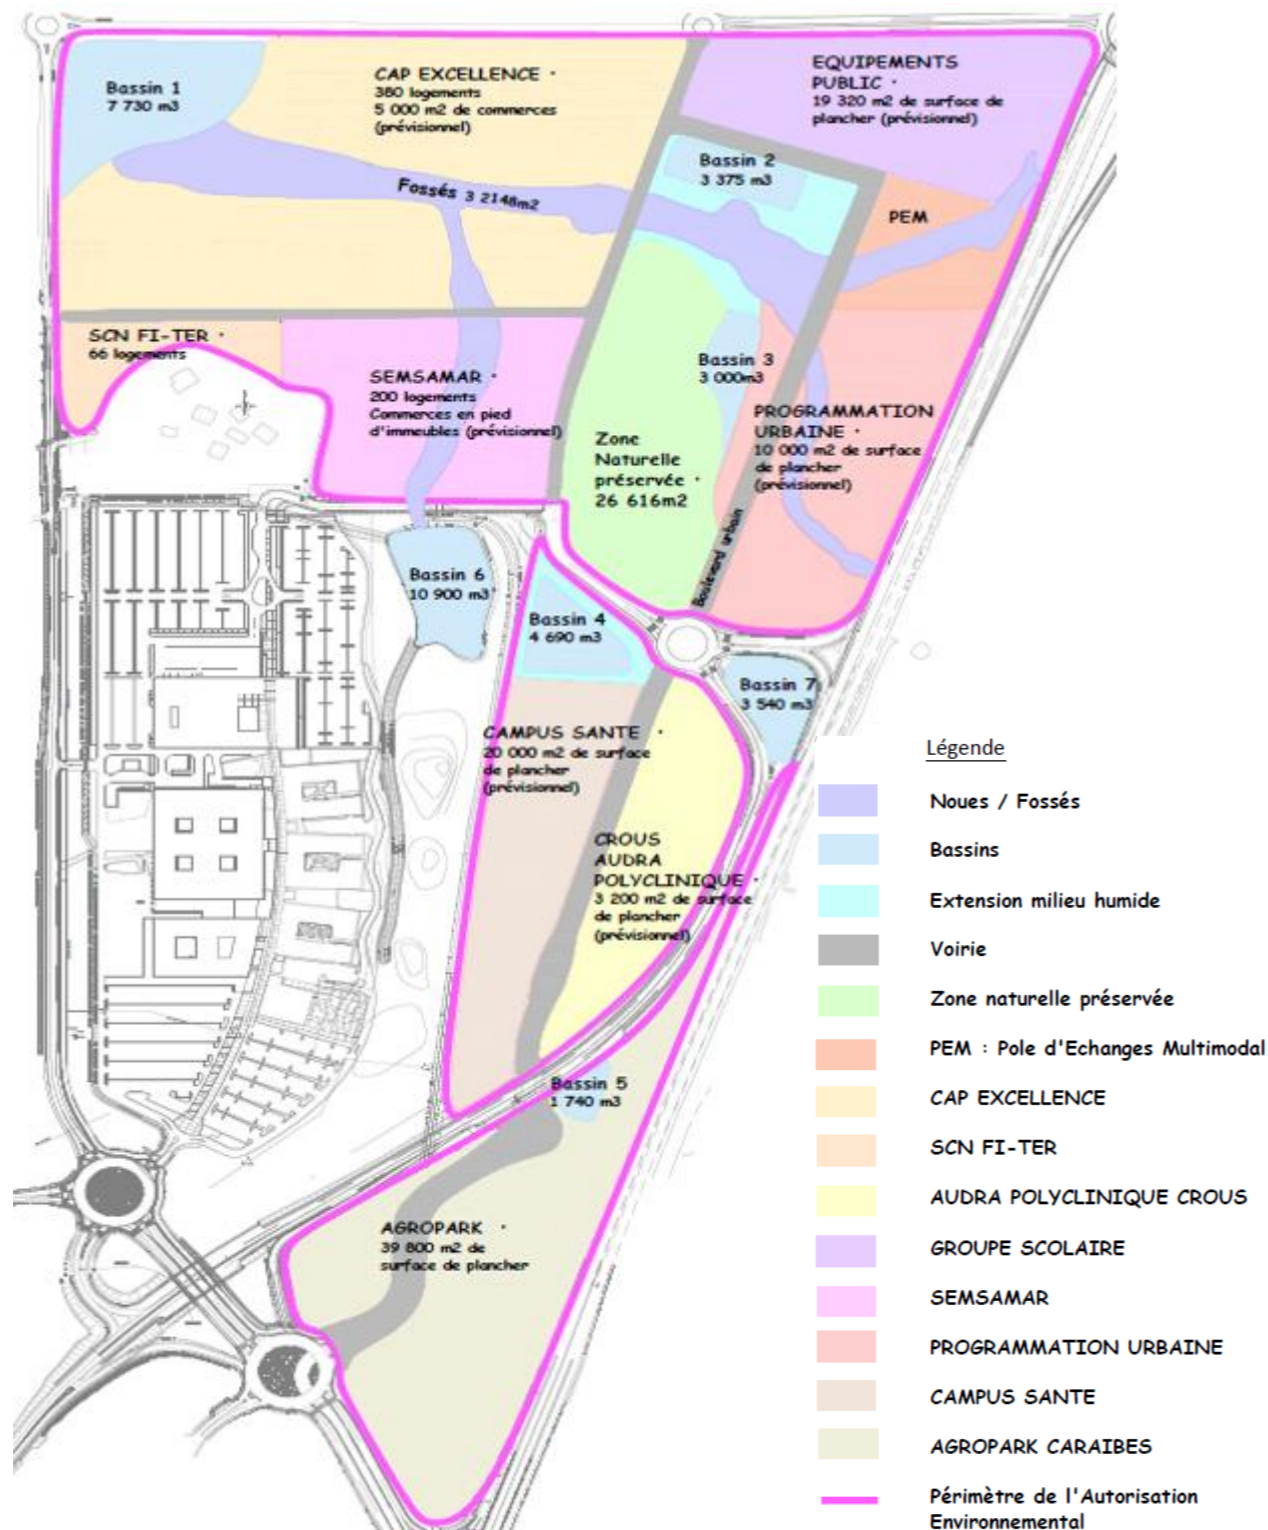 Bassin 1
7 730 m3
CAP EXCELLENCE ·
380 logements
5 000 m2 de commerces
(prévisionnel)
EQUIPEMENTS
PUBLIC ·
19 320 m2 de surface de
plancher (prévisionnel)
Bassin 2
3 375 m3
Fossés 3 2148m2
PEM
SCN FI-TER ·
66 logements
SEMSAMAR ·
200 logements
Commerces en pied
d'immeubles (prévisionnel)
Bassin 3
3 000m3
PROGRAMMATION
URBAINE ·
10 000 m2 de surface
de plancher
(prévisionnel)
Zone
Naturelle
préservée ·
26 616m2
Boulevard urbain
Bassin 6
10 900 m3
Bassin 4
4 690 m3
Bassin 7
3 540 m3
CAMPUS SANTE ·
20 000 m2 de surface
de plancher
(prévisionnel)
CROUS
AUDRA
POLYCLINIQUE ·
3 200 m2 de surface
de plancher
(prévisionnel)
Bassin 5
1 740 m3
AGROPARK ·
39 800 m2 de
surface de plancher
Légende
Noues / Fossés
Bassins
Extension milieu humide
Voirie
Zone naturelle préservée
PEM : Pole d'Echanges Multimodal
CAP EXCELLENCE
SCN FI-TER
AUDRA POLYCLINIQUE CROUS
GROUPE SCOLAIRE
SEMSAMAR
PROGRAMMATION URBAINE
CAMPUS SANTE
AGROPARK CARAIBES
Périmètre de l'Autorisation
Environnemental